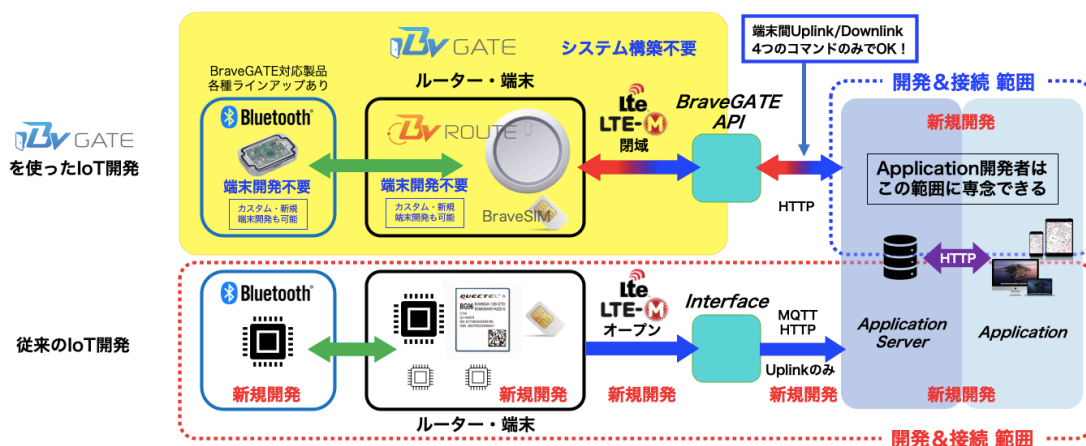 BV GATE
システム構築不要
端末間Uplink/Downlink
4つのコマンドのみでOK！
BraveGATE対応製品
各種ラインアップあり
ルーター・端末
開発＆接続 範囲
Bluetooth®
BV ROUTE
Lte
LTE-M
閉域
BraveGATE
API
新規開発
BV GATE
を使ったIoT開発
端末開発不要
カスタム・新規
端末開発も可能
端末開発不要
カスタム・新規
端末開発も可能
BraveSIM
HTTP
Application開発者は
この範囲に専念できる
HTTP
従来のIoT開発
Bluetooth®
QUECTEL
BG96
Lte
LTE-M
オープン
Interface
MQTT
HTTP
Uplinkのみ
Application
Server
Application
新規開発
新規開発
新規開発
新規開発
新規開発
ルーター・端末
開発＆接続 範囲